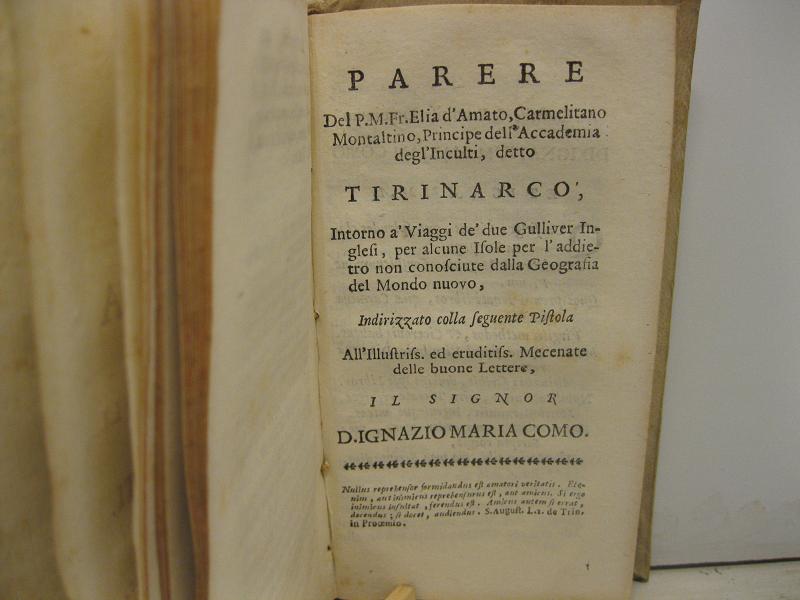 PARERE
Del P.M.Fr.Elia d'Amato, Carmelitano
Montaltino, Principe dell'Accademia
degl'Inculti, detto
TIRINARCO',
Intorno a' Viaggi de' due Gulliver In-
gleſi, per alcune Iſole per l'addie-
tro non conoſciute dalla Geografia
del Mondo nuovo,
Indirizzato colla ſeguente Piſtola
All'Illuſtriſs. ed eruditiſs. Mecenate
delle buone Lettere,
IL SIGNOR
D.IGNAZIO MARIA COMO.
Nullus reprehenſor formidandus eſt amatori veritatis. Ete-
nim, aut inimicus reprehenſurus eſt, aut amicus. Si ergo
inimicus inſultat, ferendus eſt. Amicus autem ſi errat,
docendus; ſi docet, audiendus. S.Auguſt. L.2. de Trin.
in Procemio.